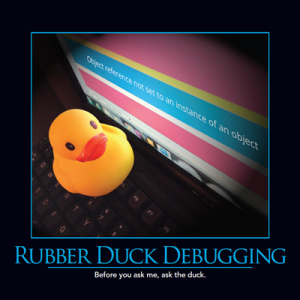 Object reference not set to an instance of an object
RUBBER DUCK DEBUGGING
Before you ask me, ask the duck.